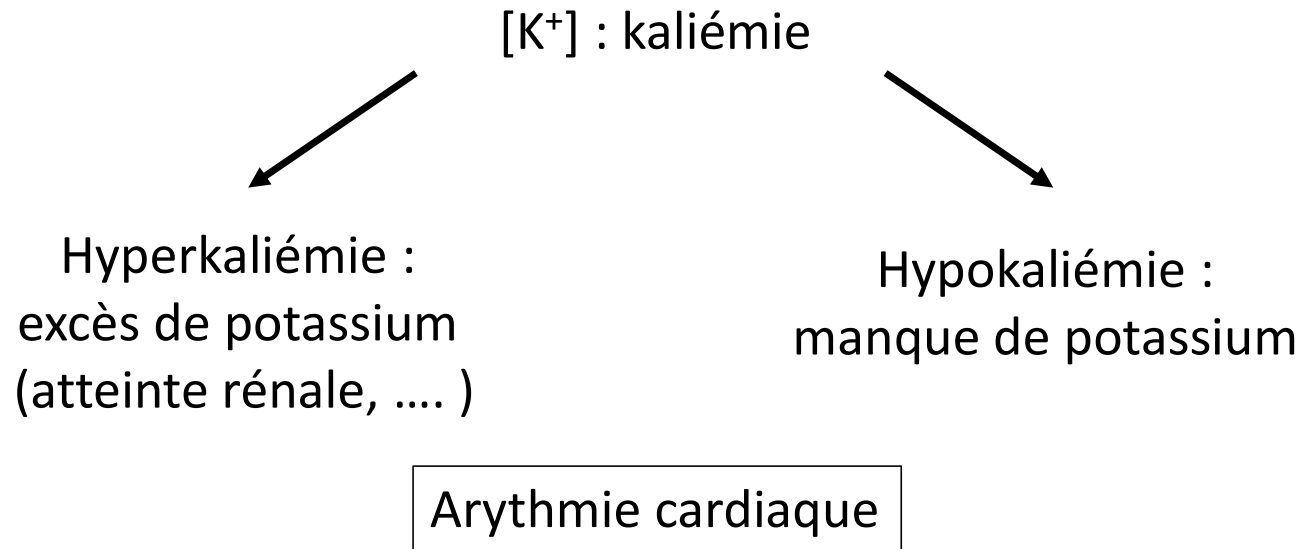 [K⁺] : kaliémie
Hyperkaliémie :
excès de potassium
(atteinte rénale, .... )
Hypokaliémie :
manque de potassium
Arythmie cardiaque